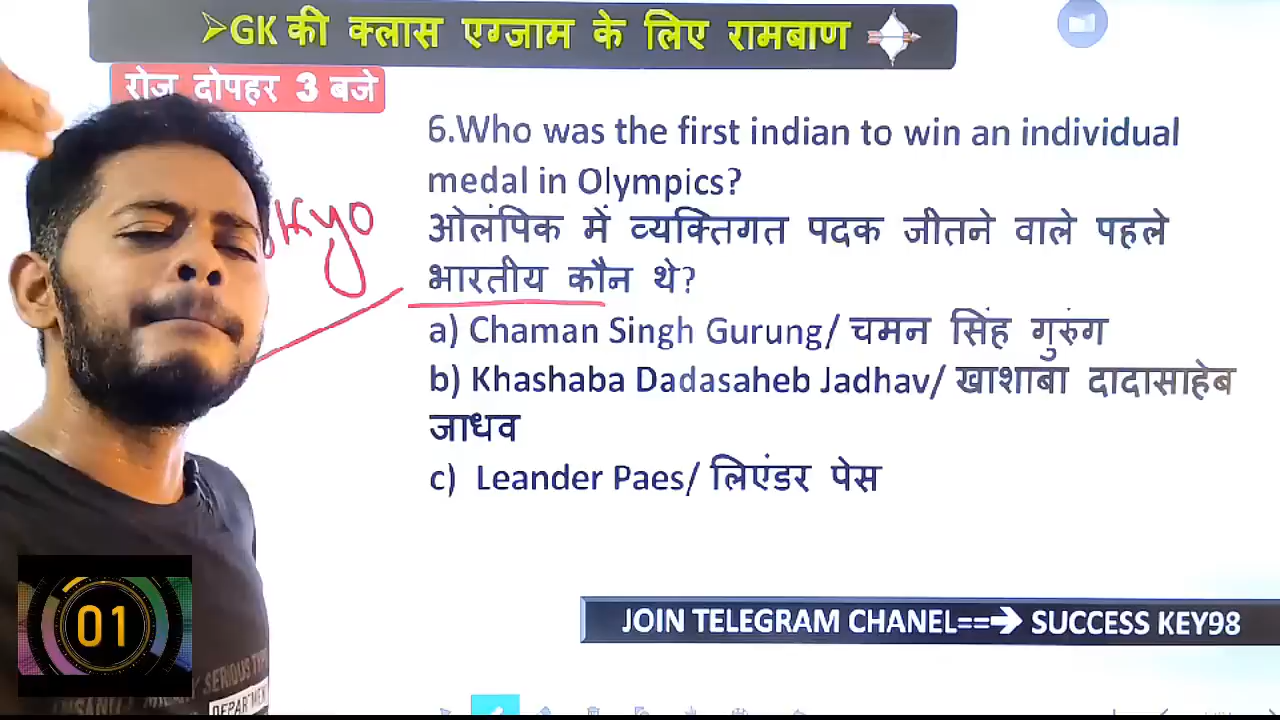 ➢GK की क्लास एग्जाम के लिए रामबाण
रोज दोपहर 3 बजे
6.Who was the first indian to win an individual
medal in Olympics?
ओलंपिक में व्यक्तिगत पदक जीतने वाले पहले
भारतीय कौन थे?
a) Chaman Singh Gurung/ चमन सिंह गुरुंग
b) Khashaba Dadasaheb Jadhav/ खाशाबा दादासाहेब
जाधव
c) Leander Paes/ लिएंडर पेस
01
SERIOUS
JOIN TELEGRAM CHANEL==➔ SUCCESS KEY98